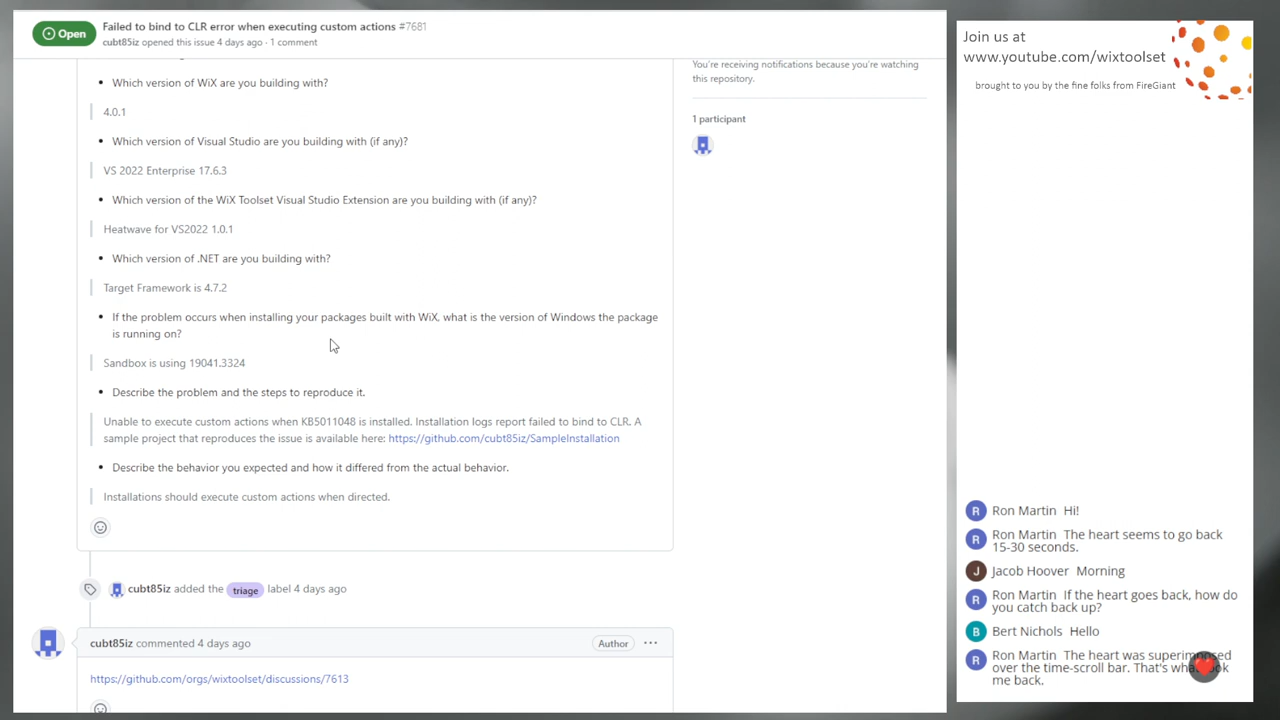 Open
Failed to bind to CLR error when executing custom actions #7681
cubt85iz opened this issue 4 days ago · 1 comment
• Which version of WiX are you building with?
4.0.1
• Which version of Visual Studio are you building with (if any)?
VS 2022 Enterprise 17.6.3
• Which version of the WiX Toolset Visual Studio Extension are you building with (if any)?
Heatwave for VS2022 1.0.1
• Which version of .NET are you building with?
Target Framework is 4.7.2
• If the problem occurs when installing your packages built with WiX, what is the version of Windows the package
is running on?
Sandbox is using 19041.3324
• Describe the problem and the steps to reproduce it.
Unable to execute custom actions when KB5011048 is installed. Installation logs report failed to bind to CLR. A
sample project that reproduces the issue is available here: https://github.com/cubt85iz/SampleInstallation
• Describe the behavior you expected and how it differed from the actual behavior.
Installations should execute custom actions when directed.
cubt85iz added the triage label 4 days ago
cubt85iz commented 4 days ago
Author
https://github.com/orgs/wixtoolset/discussions/7613
You're receiving notifications because you're watching
this repository.
1 participant
Join us at
www.youtube.com/wixtoolset
brought to you by the fine folks from FireGiant
R Ron Martin Hi!
R Ron Martin The heart seems to go back
15-30 seconds.
J Jacob Hoover Morning
R Ron Martin If the heart goes back, how do
you catch back up?
B Bert Nichols Hello
R Ron Martin The heart was superimposed
over the time-scroll bar. That's what
me back.